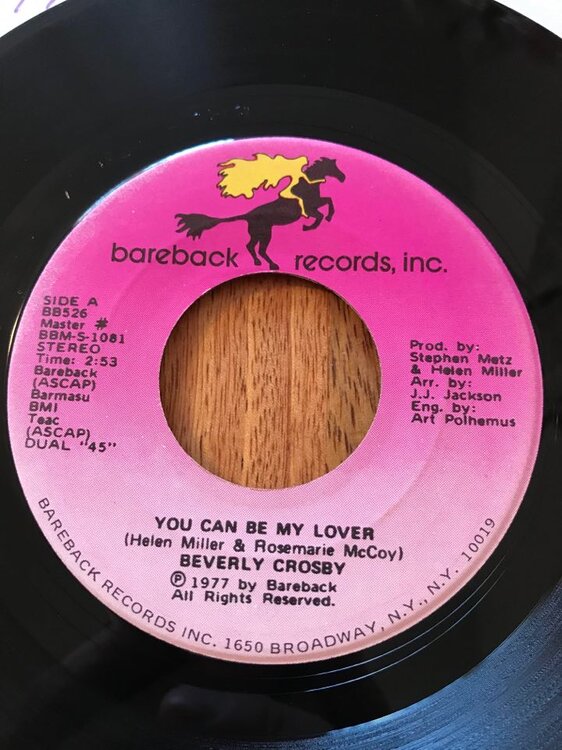 bareback records, inc.
SIDE A
BB526
Master #
BBM-S-1081
STEREO
Time: 2:53
Bareback
(ASCAP)
Barmasu
BMI
Teac
(ASCAP)
DUAL "45"
Prod. by:
Stephen Metz
& Helen Miller
Arr. by:
J.J. Jackson
Eng. by:
Art Polhemus
YOU CAN BE MY LOVER
(Helen Miller & Rosemarie McCoy)
BEVERLY CROSBY
Ⓟ 1977 by Bareback
All Rights Reserved.
BAREBACK RECORDS INC. 1650 BROADWAY, N.Y., N.Y. 10019